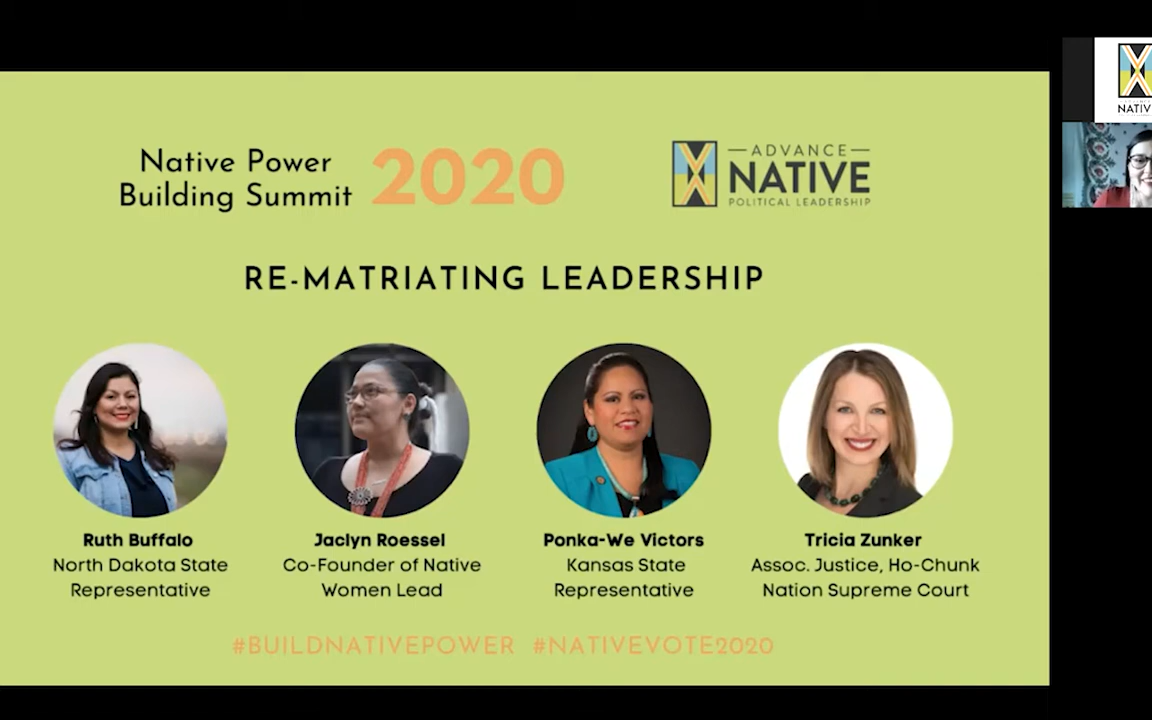 Native Power
Building Summit
2020
ADVANCE
NATIVE
POLITICAL LEADERSHIP
RE-MATRIATING LEADERSHIP
Ruth Buffalo
North Dakota State
Representative
Jaclyn Roessel
Co-Founder of Native
Women Lead
Ponka-We Victors
Kansas State
Representative
Tricia Zunker
Assoc. Justice, Ho-Chunk
Nation Supreme Court
#BUILDNATIVEPOWER #NATIVEVOTE2020
NATIV